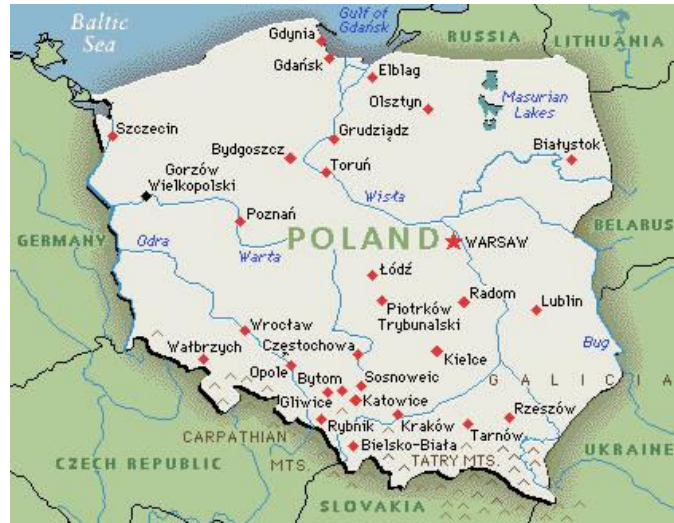 Baltic
Sea
Gulf of
Gdańsk
RUSSIA
LITHUANIA
Gdynia
Gdańsk
Elblag
Olsztyn
Masurian
Lakes
Szczecin
Grudziądz
Białystok
Bydgoszcz
Toruń
Gorzów
Wielkopolski
Wisła
Poznań
BELARUS
GERMANY
Odra
Warta
POLAND
WARSAW
Łódź
Piotrków
Trybunalski
Radom
Lublin
Wrocław
Bug
Wałbrzych
Częstochowa
Kielce
Opole
Bytom
Sosnoweic
GALICIA
Gliwice
Katowice
Rybnik
Kraków
Rzeszów
Tarnów
CARPATHIAN
MTS.
Bielsko-Biała
TATRY MTS.
UKRAINE
CZECH REPUBLIC
SLOVAKIA